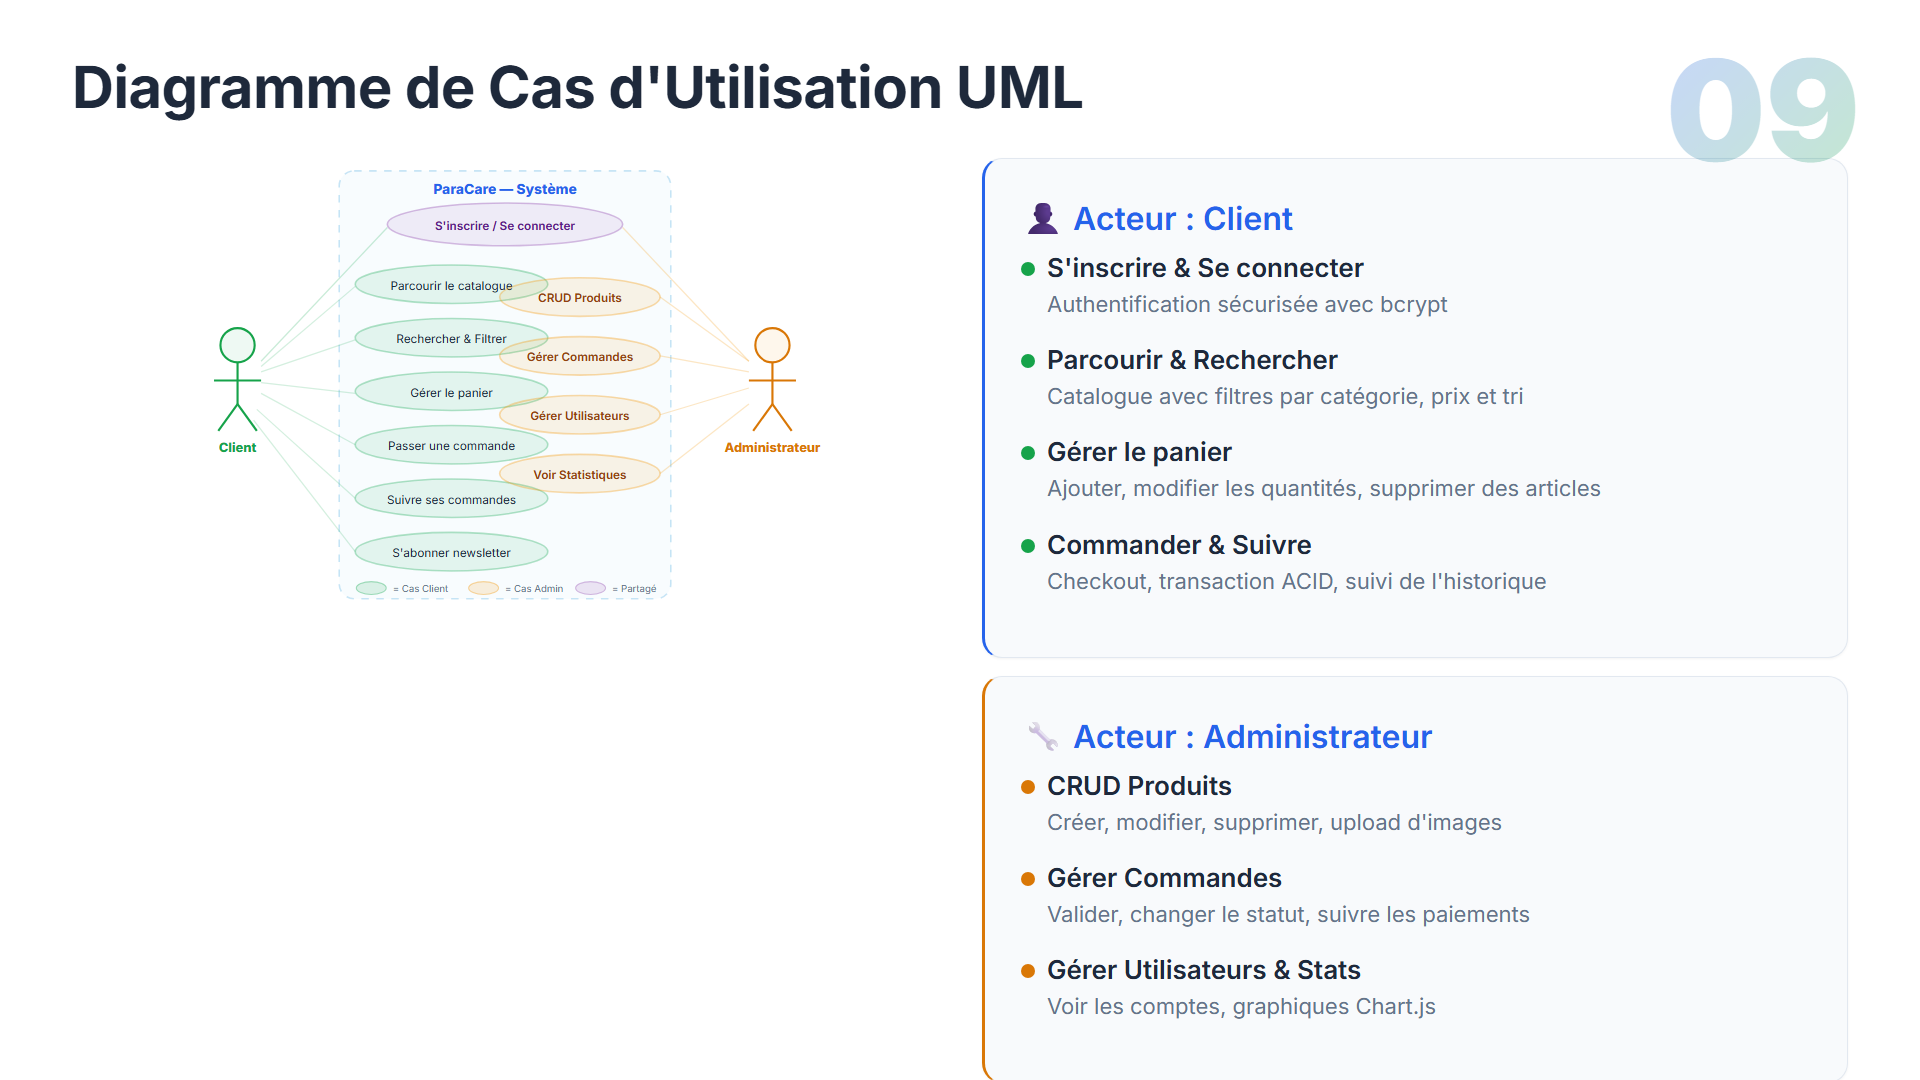 Diagramme de Cas d'Utilisation UML
09
ParaCare — Système
S'inscrire / Se connecter
Parcourir le catalogue
CRUD Produits
Rechercher & Filtrer
Gérer Commandes
Gérer le panier
Gérer Utilisateurs
Passer une commande
Voir Statistiques
Suivre ses commandes
S'abonner newsletter
Client
Administrateur
= Cas Client
= Cas Admin
= Partagé
Acteur : Client
S'inscrire & Se connecter
Authentification sécurisée avec bcrypt
Parcourir & Rechercher
Catalogue avec filtres par catégorie, prix et tri
Gérer le panier
Ajouter, modifier les quantités, supprimer des articles
Commander & Suivre
Checkout, transaction ACID, suivi de l'historique
Acteur : Administrateur
CRUD Produits
Créer, modifier, supprimer, upload d'images
Gérer Commandes
Valider, changer le statut, suivre les paiements
Gérer Utilisateurs & Stats
Voir les comptes, graphiques Chart.js